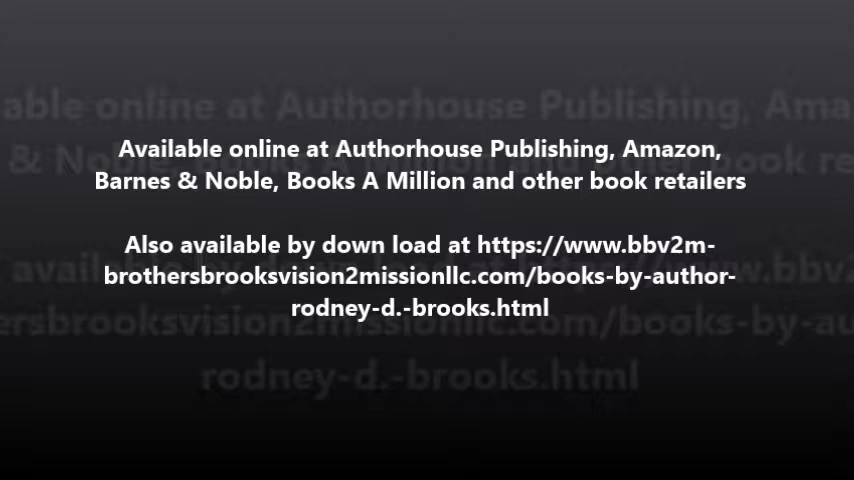 Available online at Authorhouse Publishing, Amazon,
Barnes & Noble, Books A Million and other book retailers
Also available by down load at https://www.bbv2m-
brothersbrooksvision2missionllc.com/books-by-author-
rodney-d.-brooks.html